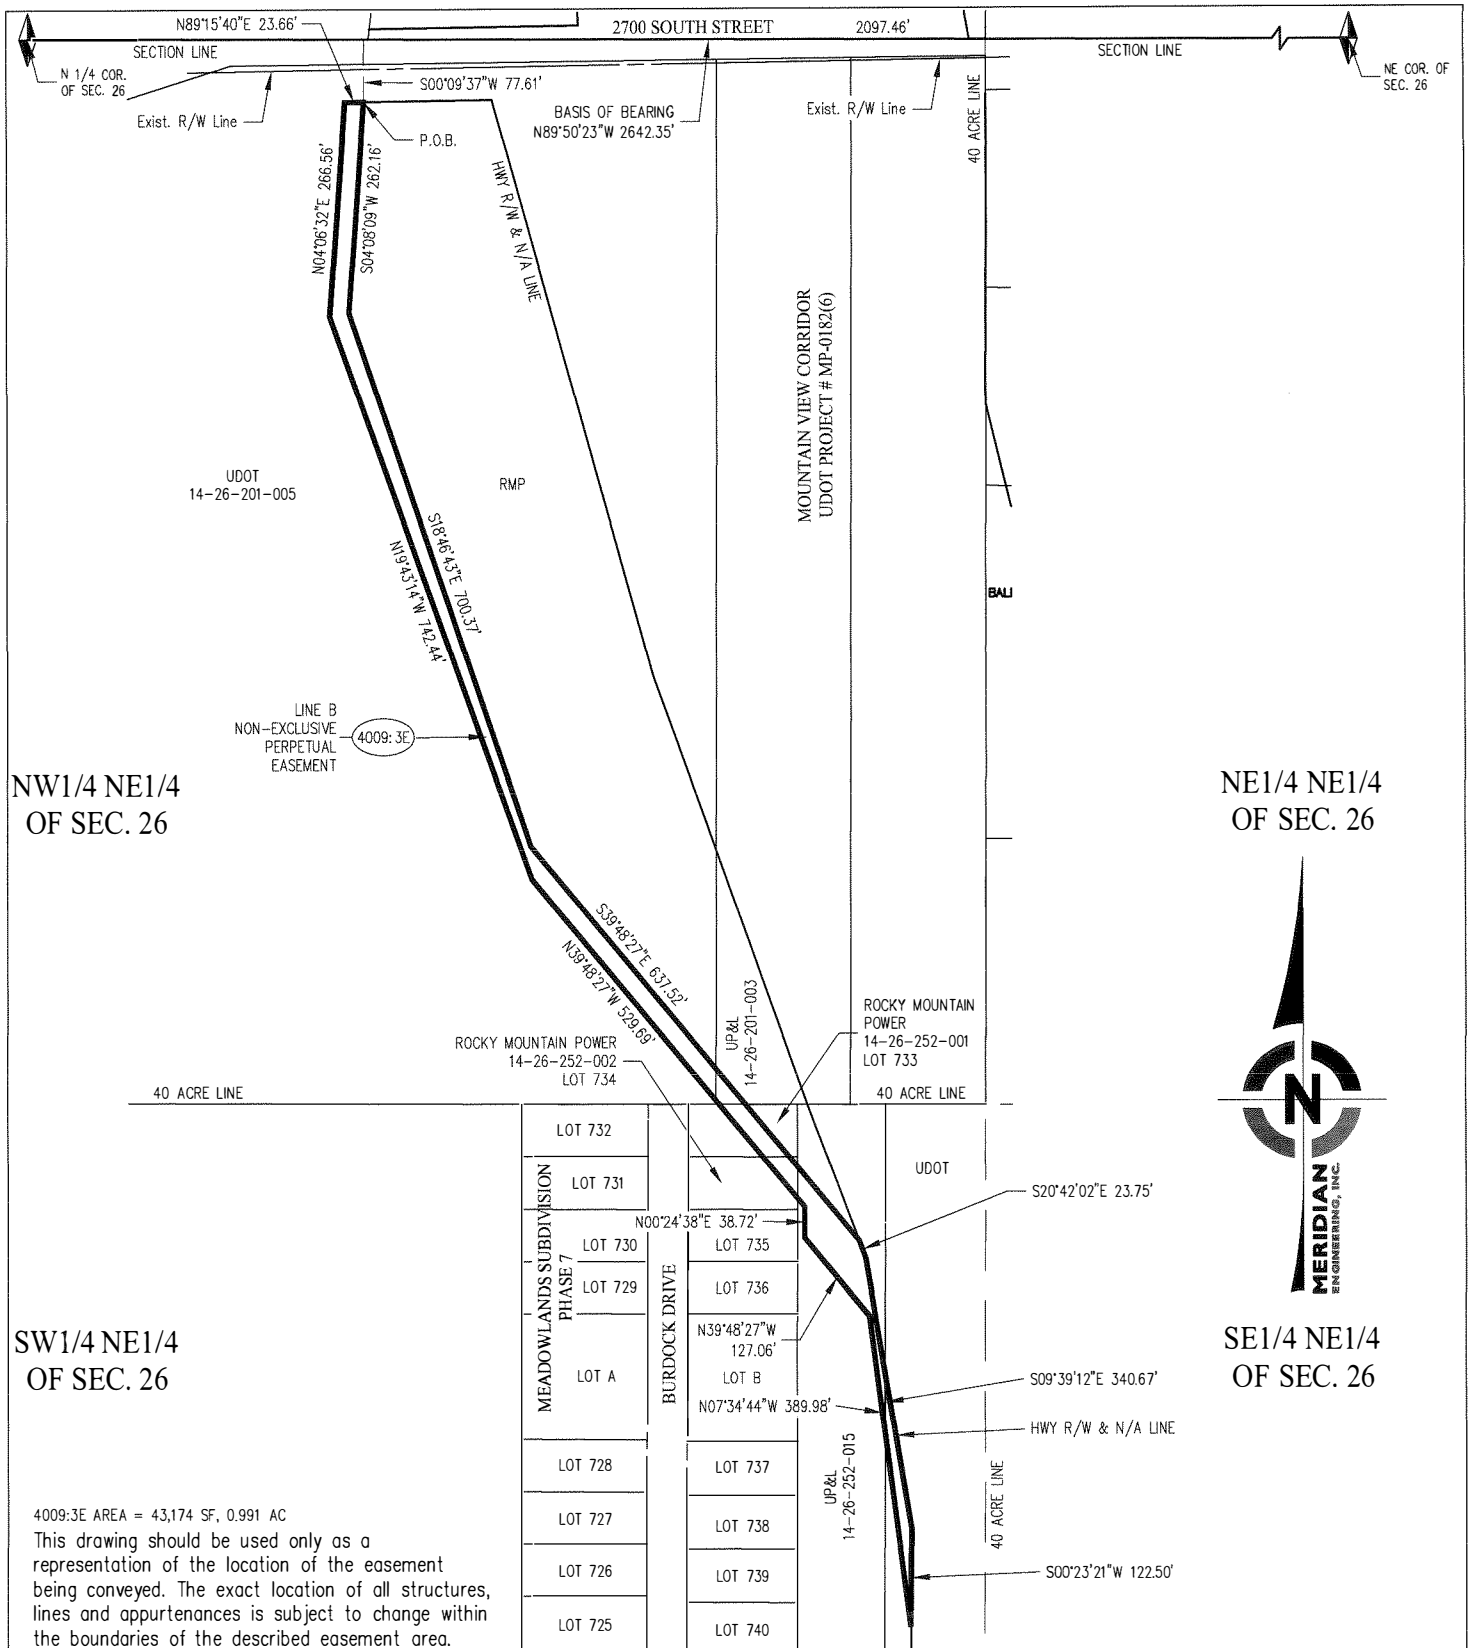 N89°15'40"E 23.66'
2700 SOUTH STREET
2097.46'
SECTION LINE
SECTION LINE
N 1/4 COR.
OF SEC. 26
NE COR. OF
SEC. 26
S00°09'37"W 77.61'
Exist. R/W Line
BASIS OF BEARING
N89°50'23"W 2642.35'
Exist. R/W Line
P.O.B.
40 ACRE LINE
N04°06'32"E 266.56'
S04°08'09"W 262.16'
HWY R/W & N/A LINE
MOUNTAIN VIEW CORRIDOR
UDOT PROJECT # MP-0182(6)
UDOT
14-26-201-005
RMP
S18°46'43"E 700.37'
N19°43'14"W 742.44'
BALI
LINE B
NON-EXCLUSIVE
PERPETUAL
EASEMENT
4009:3E
NW1/4 NE1/4
OF SEC. 26
NE1/4 NE1/4
OF SEC. 26
S39°48'27"E 637.52'
N39°48'27"W 529.69'
UP&L
14-26-201-003
ROCKY MOUNTAIN
POWER
14-26-252-001
LOT 733
ROCKY MOUNTAIN POWER
14-26-252-002
LOT 734
40 ACRE LINE
40 ACRE LINE
N
MERIDIAN
ENGINEERING, INC.
LOT 732
LOT 731
UDOT
S20°42'02"E 23.75'
N00°24'38"E 38.72'
MEADOWLANDS SUBDIVISION
PHASE 7
LOT 730
LOT 735
LOT 729
LOT 736
BURDOCK DRIVE
N39°48'27"W
127.06'
SW1/4 NE1/4
OF SEC. 26
SE1/4 NE1/4
OF SEC. 26
LOT A
LOT B
S09°39'12"E 340.67'
N07°34'44"W 389.98'
HWY R/W & N/A LINE
UP&L
14-26-252-015
40 ACRE LINE
LOT 728
LOT 737
LOT 727
LOT 738
LOT 726
LOT 739
S00°23'21"W 122.50'
LOT 725
LOT 740
4009:3E AREA = 43,174 SF, 0.991 AC
This drawing should be used only as a
representation of the location of the easement
being conveyed. The exact location of all structures,
lines and appurtenances is subject to change within
the boundaries of the described easement area.